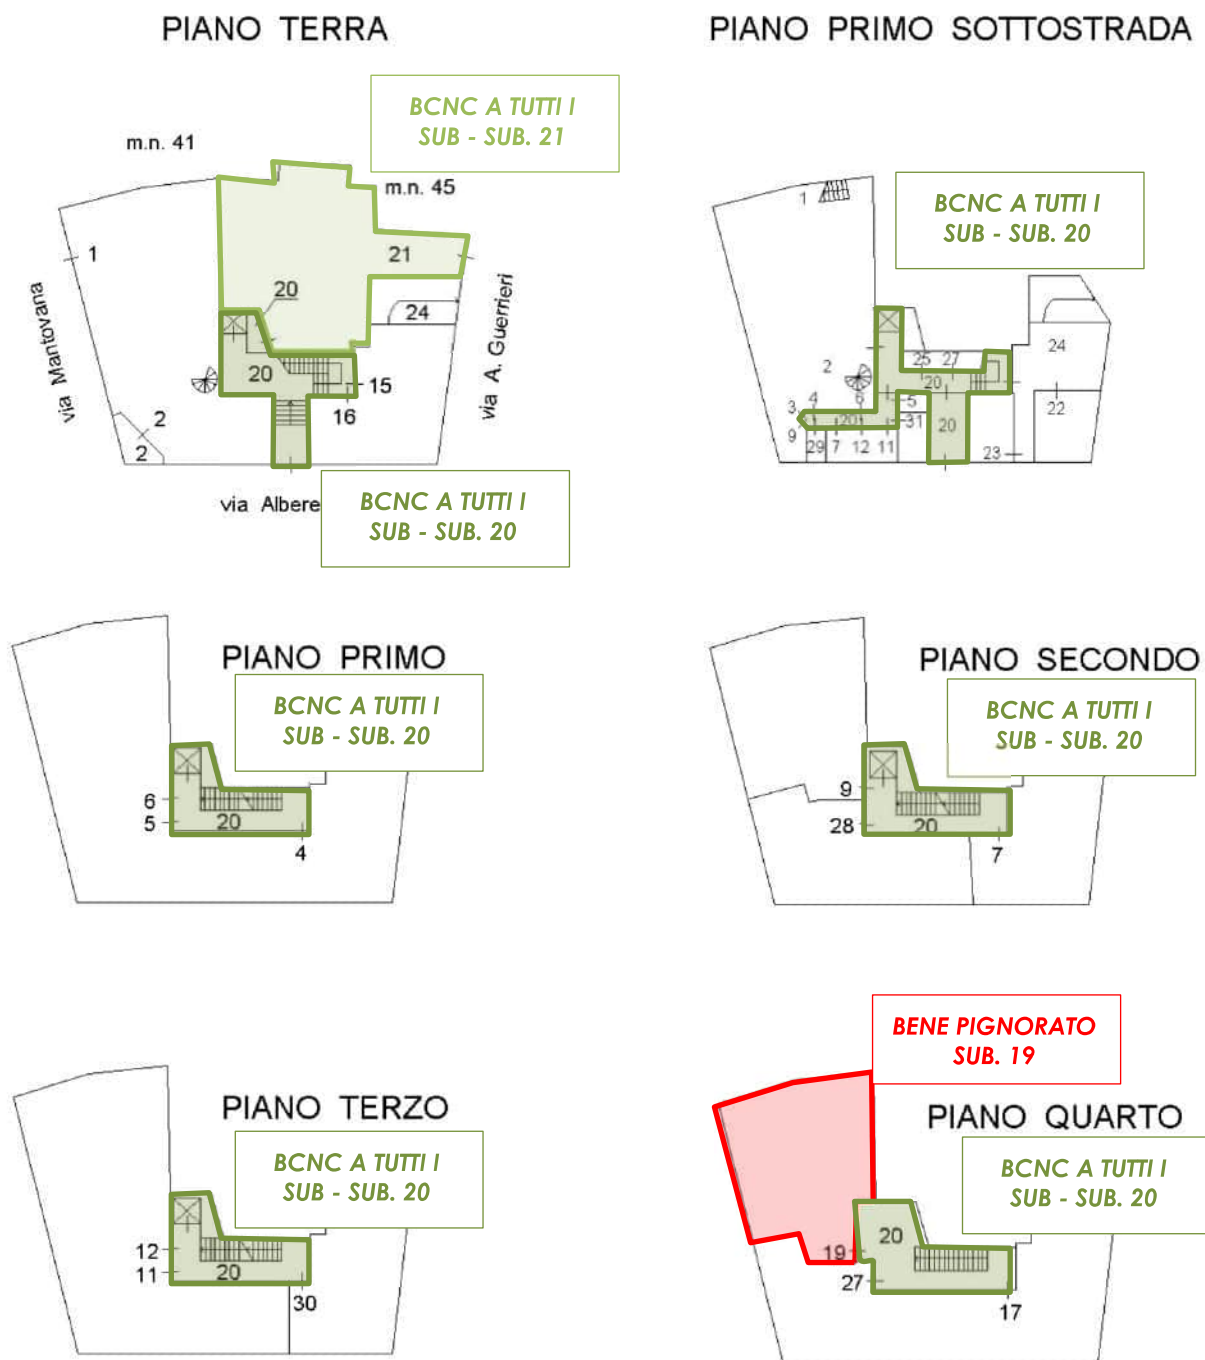 PIANO TERRA
BCNC A TUTTI I
SUB - SUB. 21
m.n. 41
m.n. 45
1
21
20
24
via Mantovana
via A. Guerrieri
20
15
16
2
2
via Albere
BCNC A TUTTI I
SUB - SUB. 20
PIANO PRIMO SOTTOSTRADA
1
BCNC A TUTTI I
SUB - SUB. 20
2
25
27
24
20
4
6
5
22
3
20
31
20
9
29
7
12
11
23
PIANO PRIMO
BCNC A TUTTI I
SUB - SUB. 20
6
5
20
4
PIANO SECONDO
BCNC A TUTTI I
SUB - SUB. 20
9
28
20
7
PIANO TERZO
BCNC A TUTTI I
SUB - SUB. 20
12
11
20
30
BENE PIGNORATO
SUB. 19
PIANO QUARTO
BCNC A TUTTI I
SUB - SUB. 20
20
19
27
17